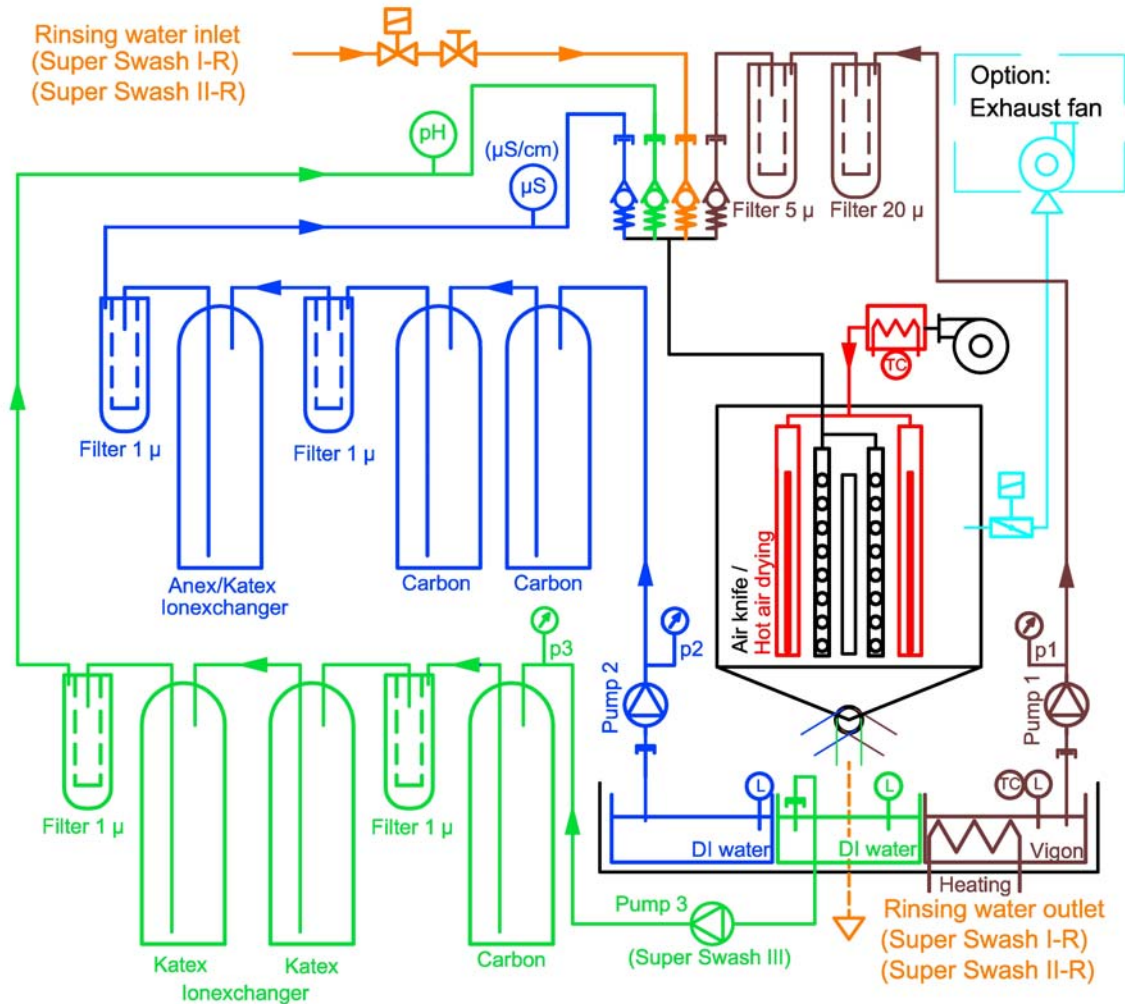 Rinsing water inlet
(Super Swash I-R)
(Super Swash II-R)
Option:
Exhaust fan
pH
(µS/cm)
µS
Filter 5 µ
Filter 20 µ
TC
Filter 1 µ
Filter 1 µ
Anex/Katex
Ionexchanger
Carbon
Carbon
Air knife /
Hot air drying
p3
p2
p1
Pump 2
Pump 1
L
L
TC
L
Filter 1 µ
Filter 1 µ
DI water
DI water
Vigon
Heating
Pump 3
(Super Swash III)
Rinsing water outlet
(Super Swash I-R)
(Super Swash II-R)
Katex
Katex
Carbon
Ionexchanger